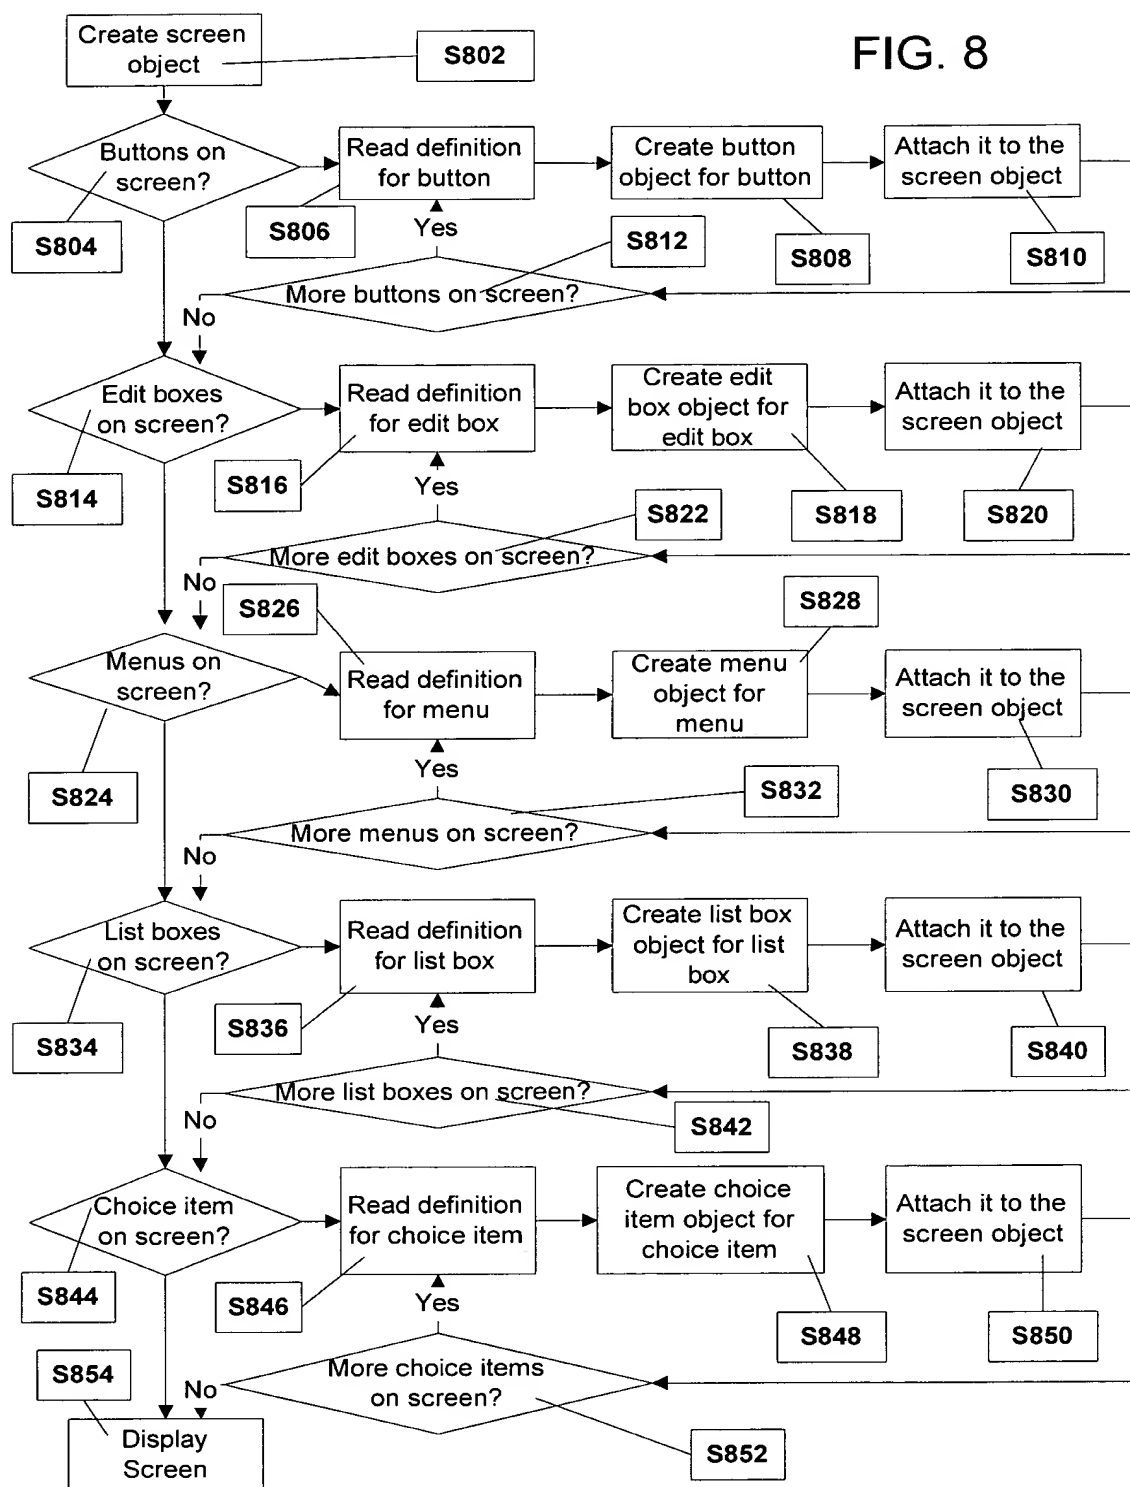 FIG. 8
Create screen
object
S802
Buttons on
screen?
S804
Read definition
for button
S806
Create button
object for button
S808
Attach it to the
screen object
S810
Yes
S812
More buttons on screen?
No
Edit boxes
on screen?
S814
Read definition
for edit box
S816
Create edit
box object for
edit box
S818
Attach it to the
screen object
S820
Yes
S822
More edit boxes on screen?
No
Menus on
screen?
S824
S826
Read definition
for menu
S828
Create menu
object for
menu
Attach it to the
screen object
S830
Yes
S832
More menus on screen?
No
List boxes
on screen?
S834
Read definition
for list box
S836
Create list box
object for list
box
S838
Attach it to the
screen object
S840
Yes
More list boxes on screen?
S842
No
Choice item
on screen?
S844
Read definition
for choice item
S846
Create choice
item object for
choice item
S848
Attach it to the
screen object
S850
Yes
More choice items
on screen?
S852
No
S854
Display
Screen